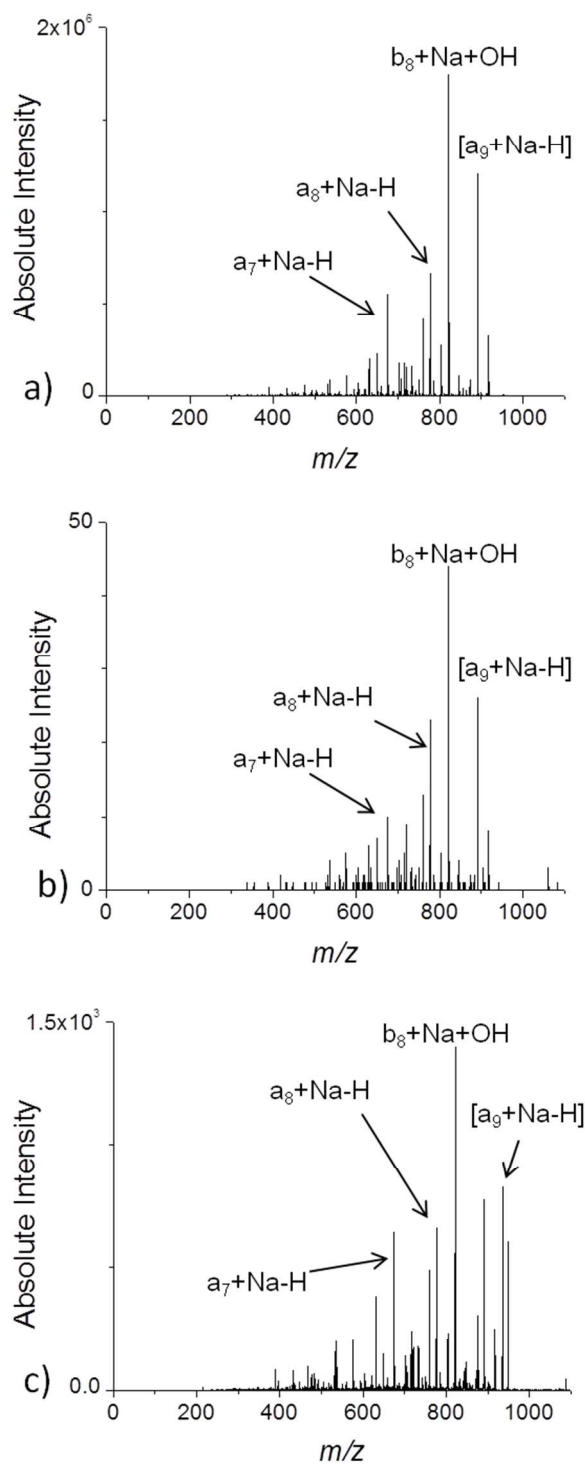 2x10⁶
b₈+Na+OH
[a₉+Na-H]
a₈+Na-H
a₇+Na-H
Absolute Intensity
a)
0
0 200 400 600 800 1000
m/z
50
b₈+Na+OH
[a₉+Na-H]
a₈+Na-H
a₇+Na-H
Absolute Intensity
b)
0
0 200 400 600 800 1000
m/z
1.5x10³
b₈+Na+OH
a₈+Na-H
[a₉+Na-H]
a₇+Na-H
Absolute Intensity
c)
0.0
0 200 400 600 800 1000
m/z